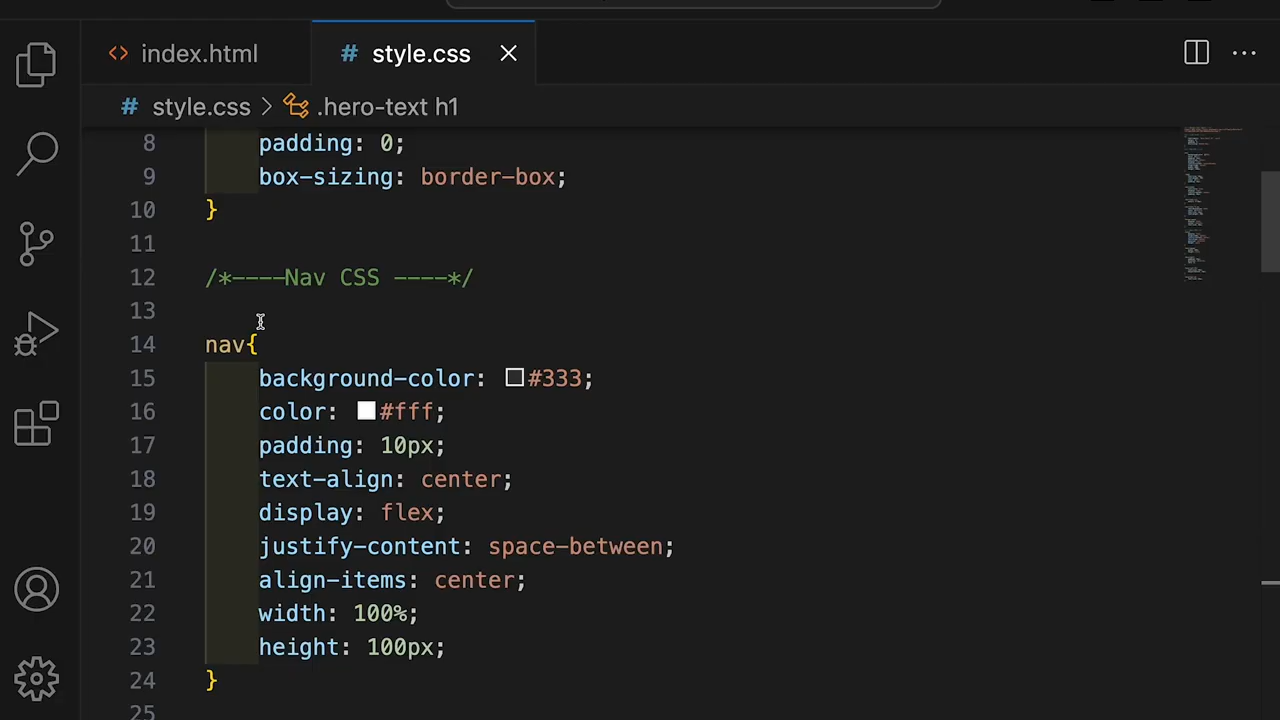 index.html
style.css
style.css > .hero-text h1
8 padding: 0;
9 box-sizing: border-box;
10 }
11
12 /*----Nav CSS ----*/
13
14 nav{
15 background-color: #333;
16 color: #fff;
17 padding: 10px;
18 text-align: center;
19 display: flex;
20 justify-content: space-between;
21 align-items: center;
22 width: 100%;
23 height: 100px;
24 }
25